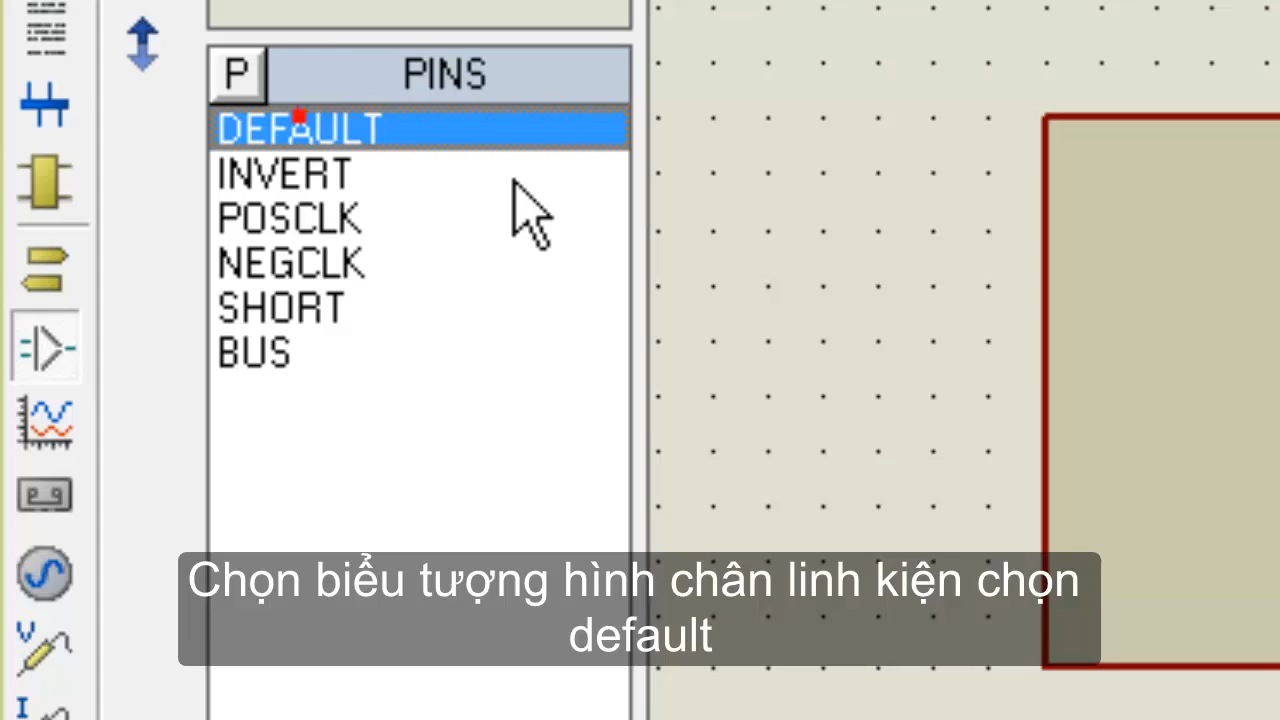 P PINS
DEFAULT
INVERT
POSCLK
NEGCLK
SHORT
BUS
V
I
Chọn biểu tượng hình chân linh kiện chọn
default